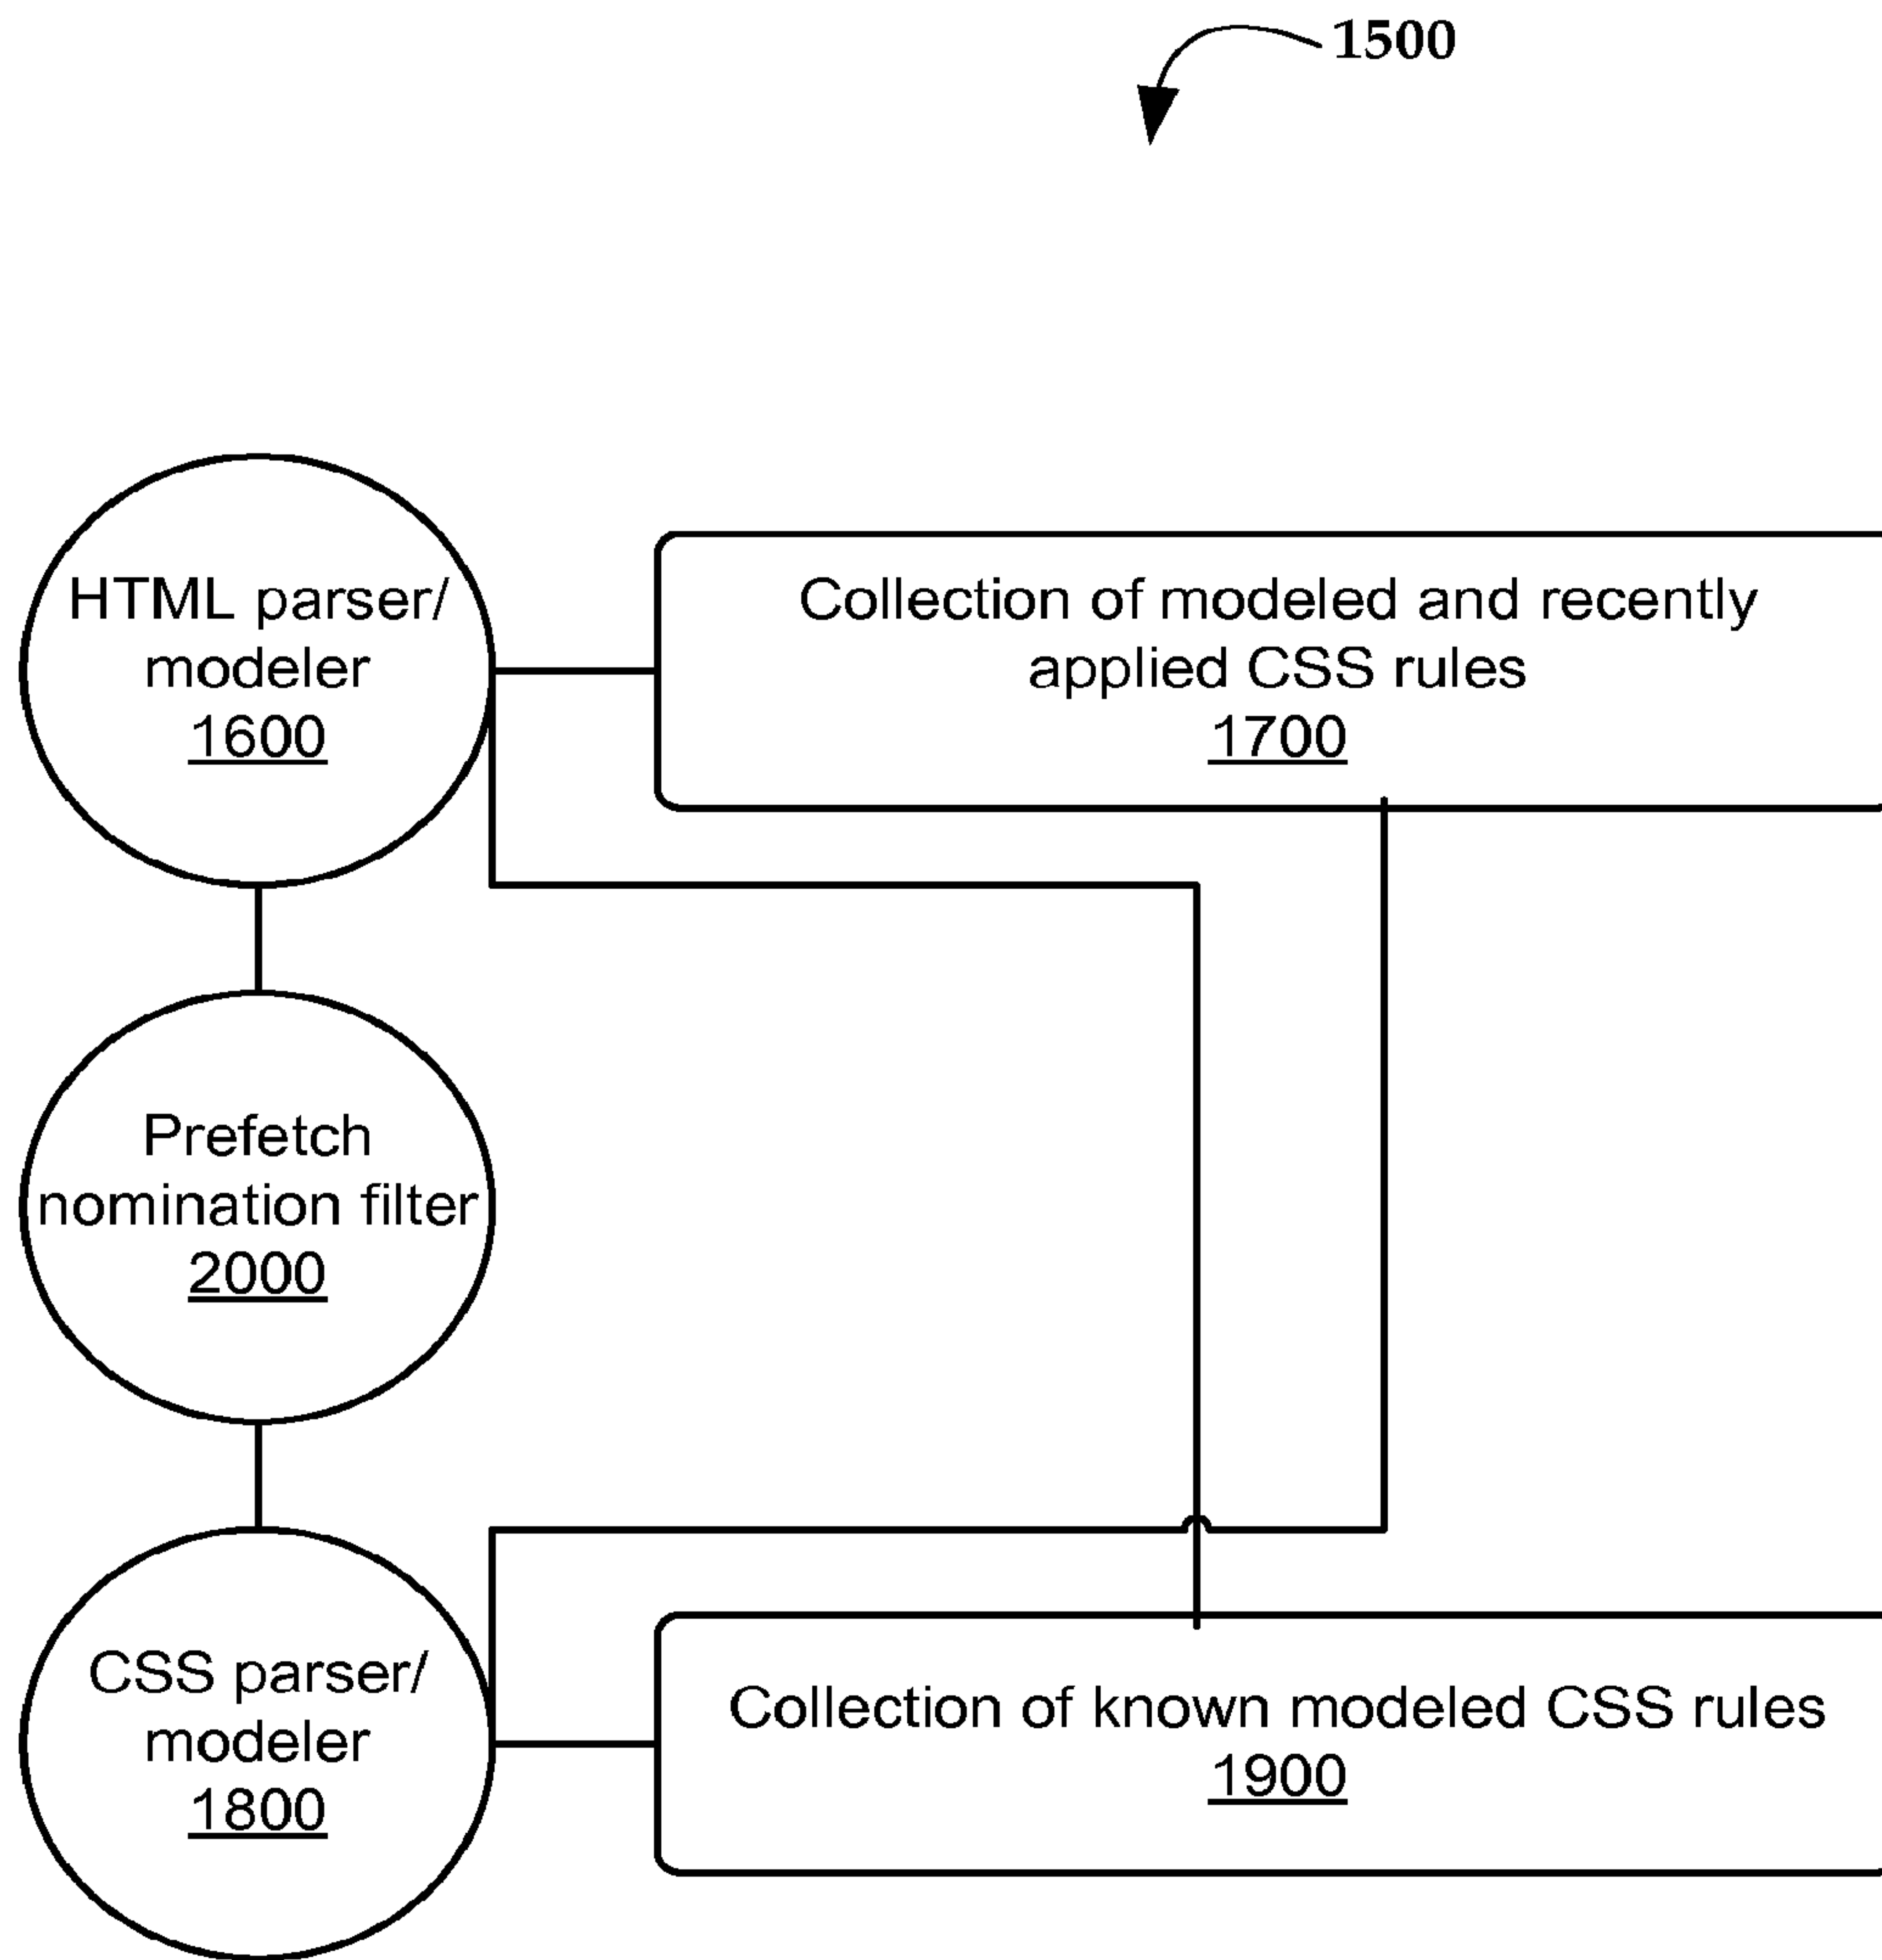 1500
HTML parser/
modeler
1600
Collection of modeled and recently
applied CSS rules
1700
Prefetch
nomination filter
2000
CSS parser/
modeler
1800
Collection of known modeled CSS rules
1900